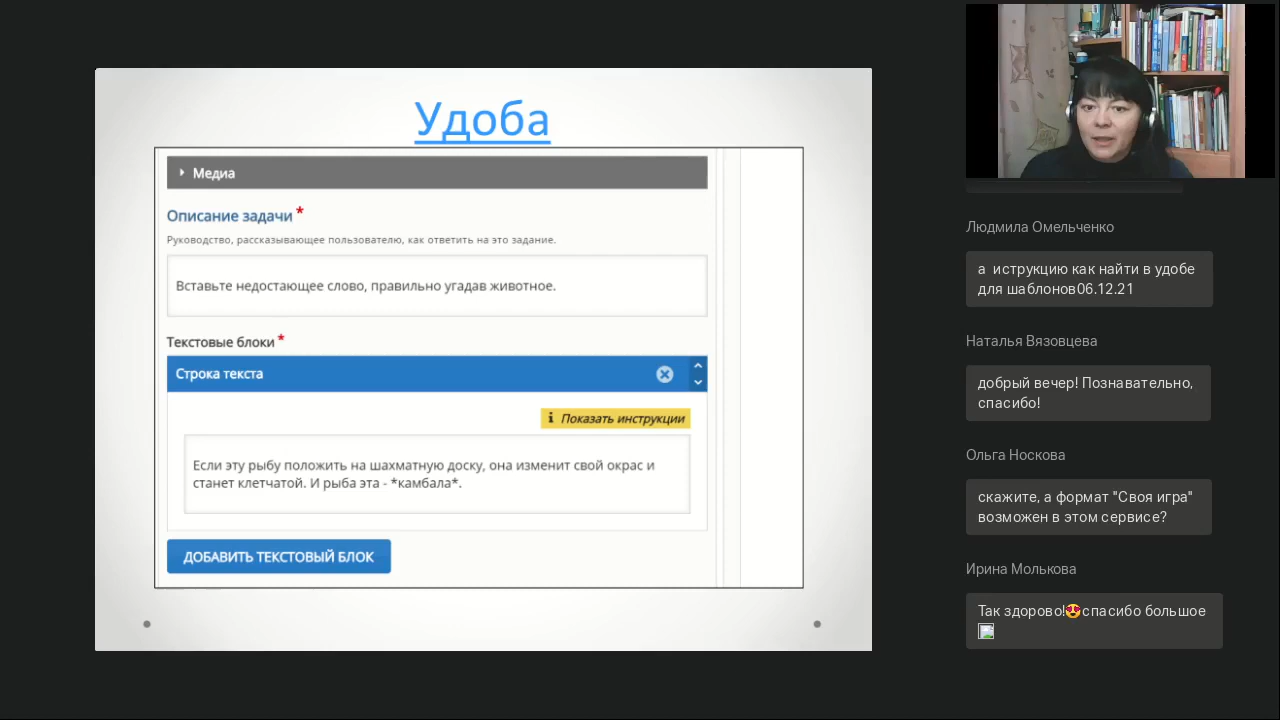 Удоба
Медиа
Описание задачи *
Руководство, рассказывающее пользователю, как ответить на это задание.
Вставьте недостающее слово, правильно угадав животное.
Текстовые блоки *
Строка текста
i Показать инструкции
Если эту рыбу положить на шахматную доску, она изменит свой окрас и
станет клетчатой. И рыба эта - *камбала*.
ДОБАВИТЬ ТЕКСТОВЫЙ БЛОК
Людмила Омельченко
а иструкцию как найти в удобе
для шаблонов06.12.21
Наталья Вязовцева
добрый вечер! Познавательно,
спасибо!
Ольга Носкова
скажите, а формат "Своя игра"
возможен в этом сервисе?
Ирина Молькова
Так здорово!😍спасибо большое